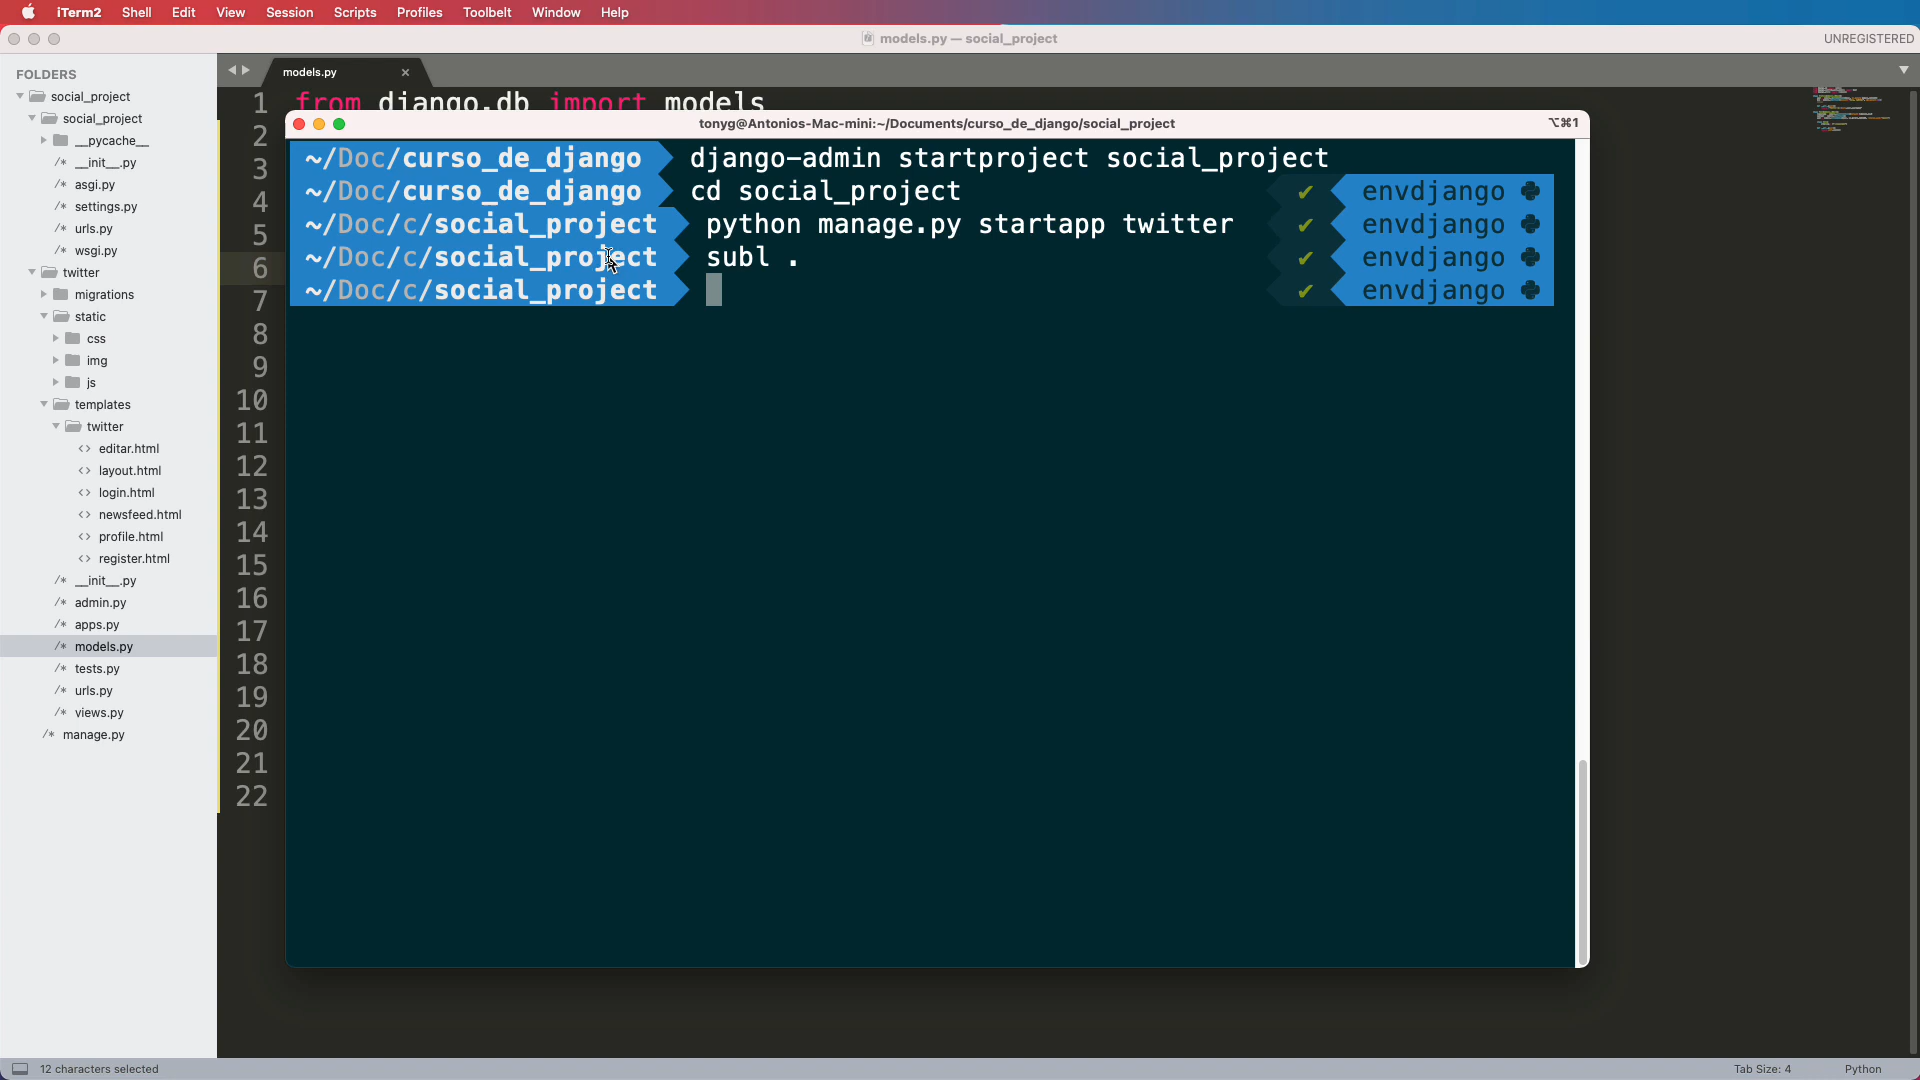 iTerm2 Shell Edit View Session Scripts Profiles Toolbelt Window Help
models.py — social_project UNREGISTERED
FOLDERS
social_project
social_project
__pycache__
__init__.py
/* asgi.py
/* settings.py
/* urls.py
/* wsgi.py
twitter
migrations
static
css
img
js
templates
twitter
<> editar.html
<> layout.html
<> login.html
<> newsfeed.html
<> profile.html
<> register.html
/* __init__.py
/* admin.py
/* apps.py
/* models.py
/* tests.py
/* urls.py
/* views.py
/* manage.py
models.py ×
1 from django.db import models
2
3
4
5
6
7
8
9
10
11
12
13
14
15
16
17
18
19
20
21
22
tonyg@Antonios-Mac-mini:~/Documents/curso_de_django/social_project ⌥⌘1
~/Doc/curso_de_django django-admin startproject social_project
~/Doc/curso_de_django cd social_project ✔ envdjango
~/Doc/c/social_project python manage.py startapp twitter ✔ envdjango
~/Doc/c/social_project subl . ✔ envdjango
~/Doc/c/social_project ✔ envdjango
12 characters selected Tab Size: 4 Python